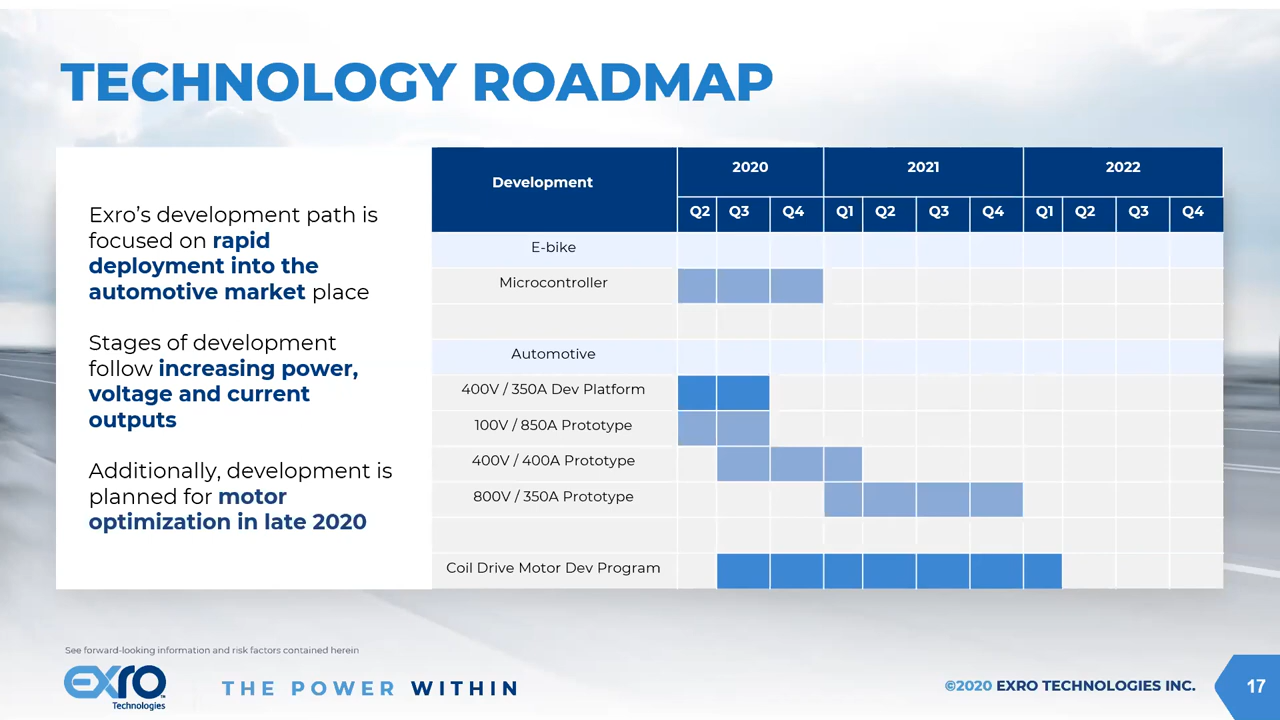 TECHNOLOGY ROADMAP
Exro's development path is
focused on rapid
deployment into the
automotive market place
Stages of development
follow increasing power,
voltage and current
outputs
Additionally, development is
planned for motor
optimization in late 2020
Development
2020 2021 2022
Q2 Q3 Q4 Q1 Q2 Q3 Q4 Q1 Q2 Q3 Q4
E-bike
Microcontroller
Automotive
400V / 350A Dev Platform
100V / 850A Prototype
400V / 400A Prototype
800V / 350A Prototype
Coil Drive Motor Dev Program
See forward-looking information and risk factors contained herein
exro
Technologies
THE POWER WITHIN
©2020 EXRO TECHNOLOGIES INC.
17